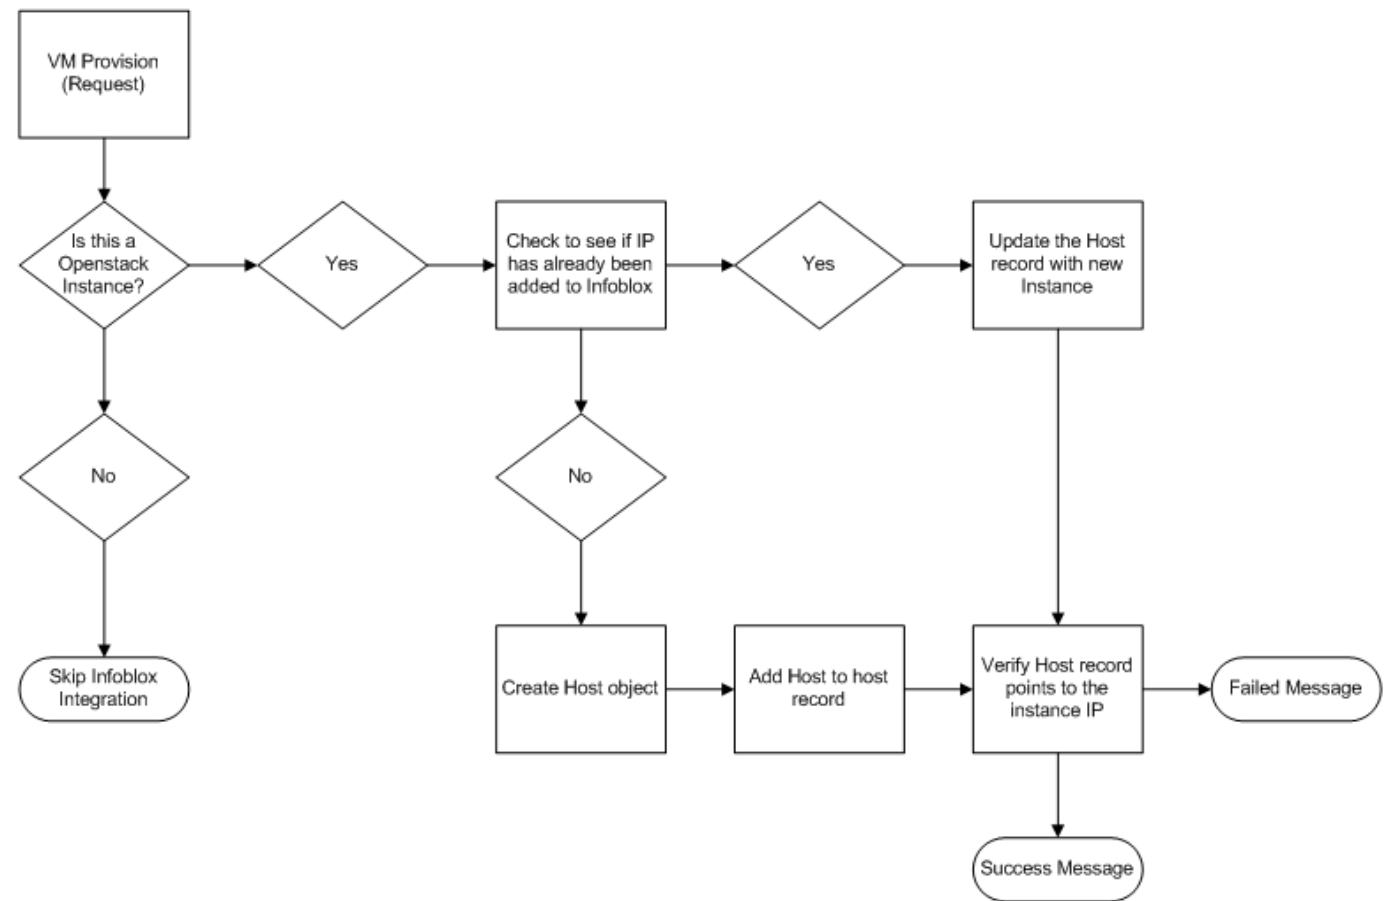 VM Provision
(Request)
Is this a
Openstack
Instance?
Yes
Check to see if IP
has already been
added to Infoblox
Yes
Update the Host
record with new
Instance
No
No
Skip Infoblox
Integration
Create Host object
Add Host to host
record
Verify Host record
points to the
instance IP
Failed Message
Success Message